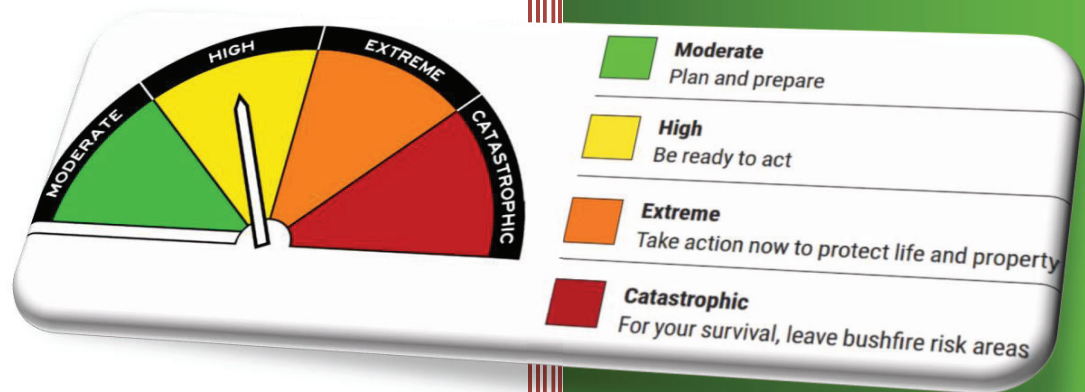 MODERATE
HIGH
EXTREME
CATASTROPHIC
Moderate
Plan and prepare
High
Be ready to act
Extreme
Take action now to protect life and property
Catastrophic
For your survival, leave bushfire risk areas